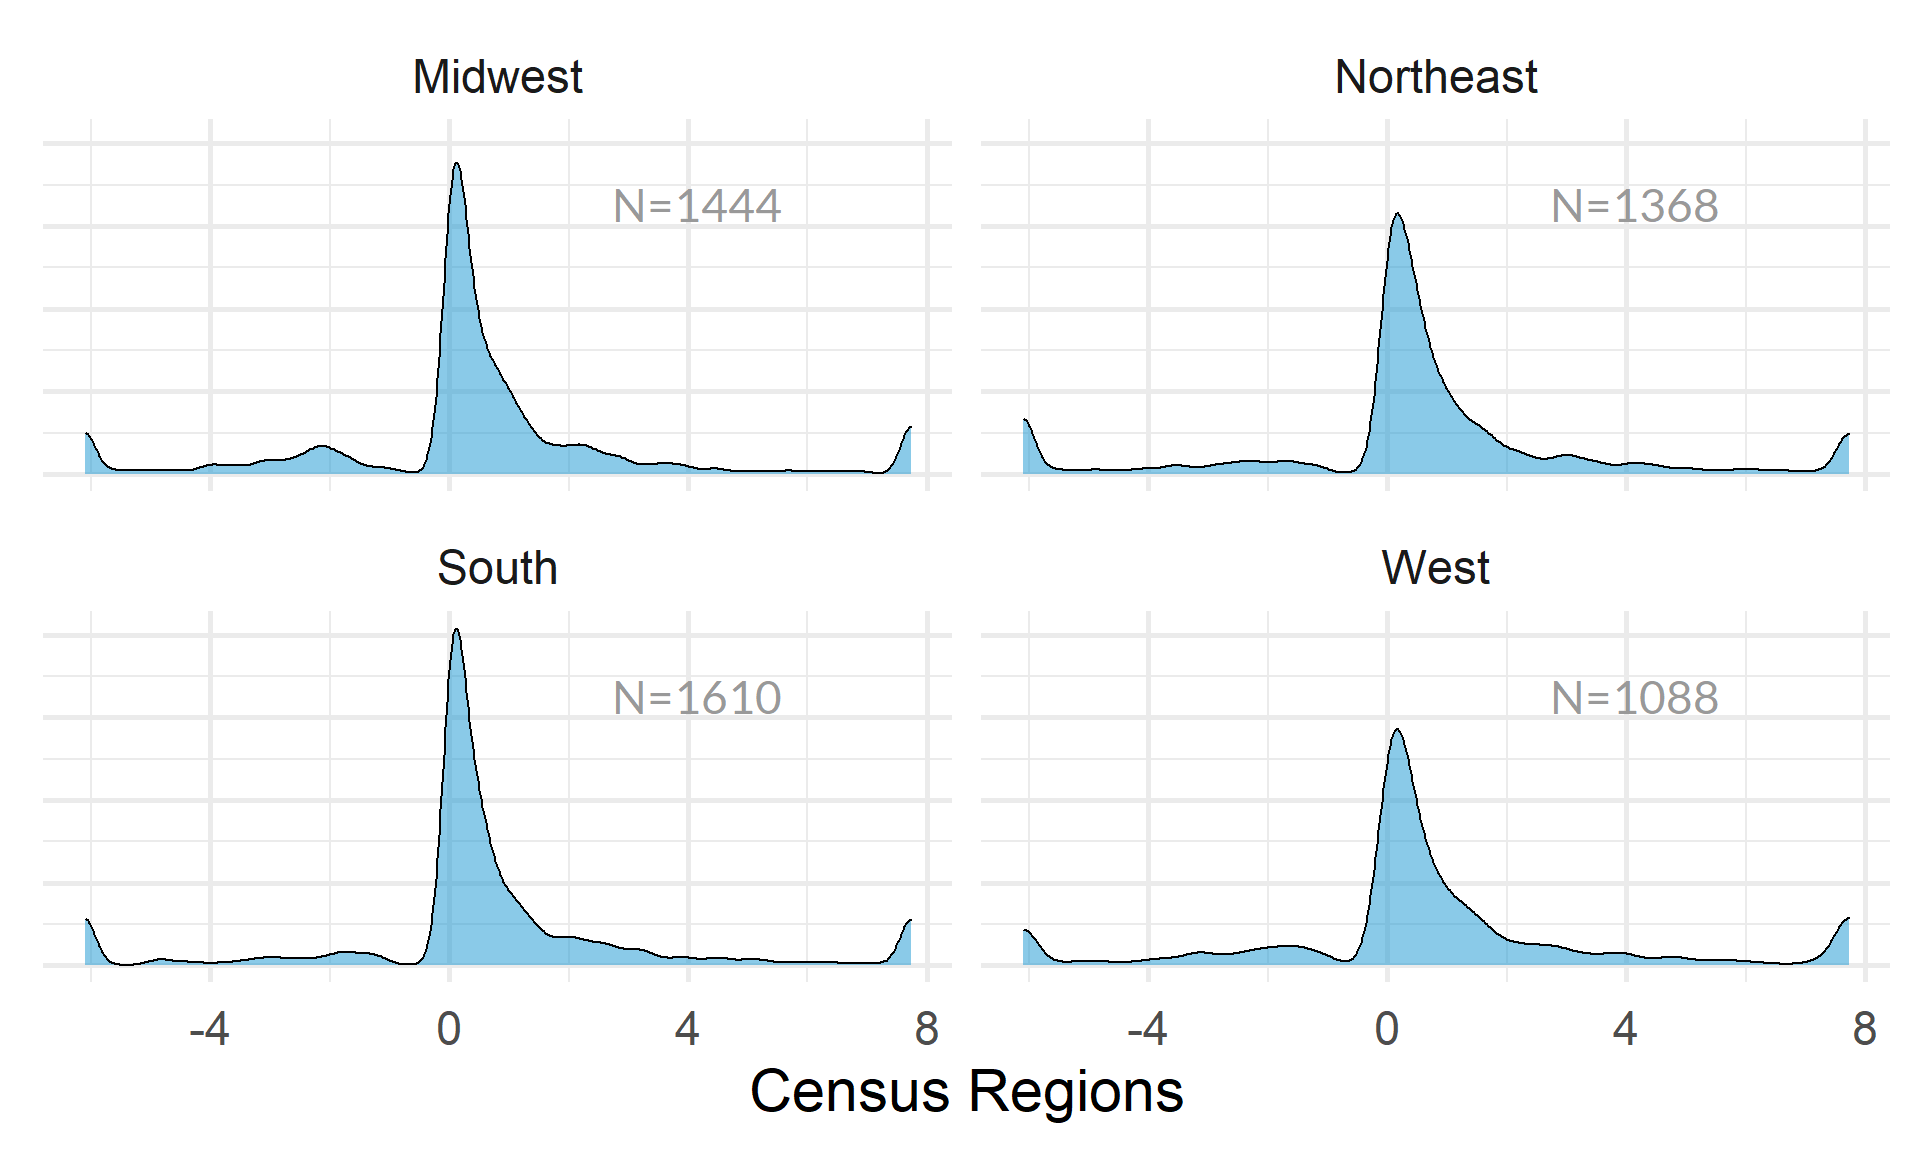 Midwest Northeast
N=1444 N=1368
South West
N=1610 N=1088
-4 0 4 8 -4 0 4 8
Census Regions